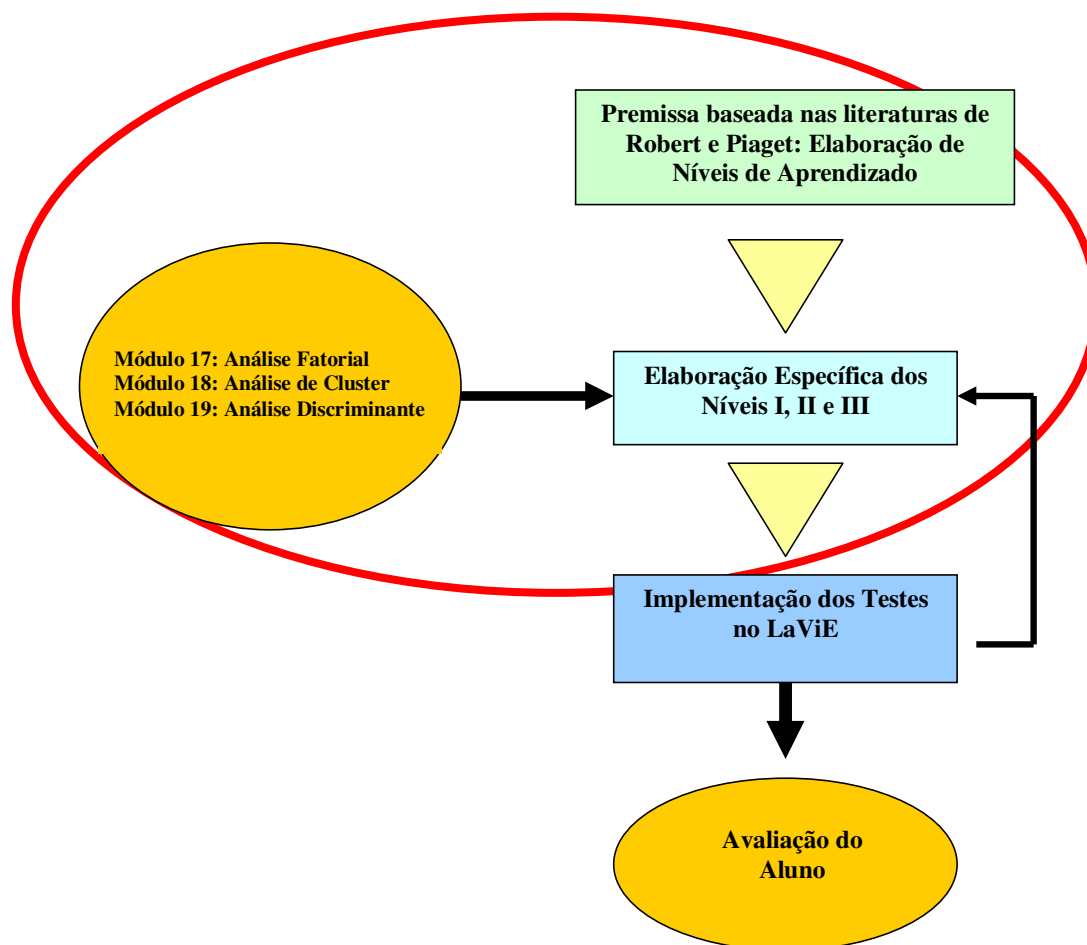 Premissa baseada nas literaturas de
Robert e Piaget: Elaboração de
Níveis de Aprendizado
Módulo 17: Análise Fatorial
Módulo 18: Análise de Cluster
Módulo 19: Análise Discriminante
Elaboração Específica dos
Níveis I, II e III
Implementação dos Testes
no LaViE
Avaliação do
Aluno